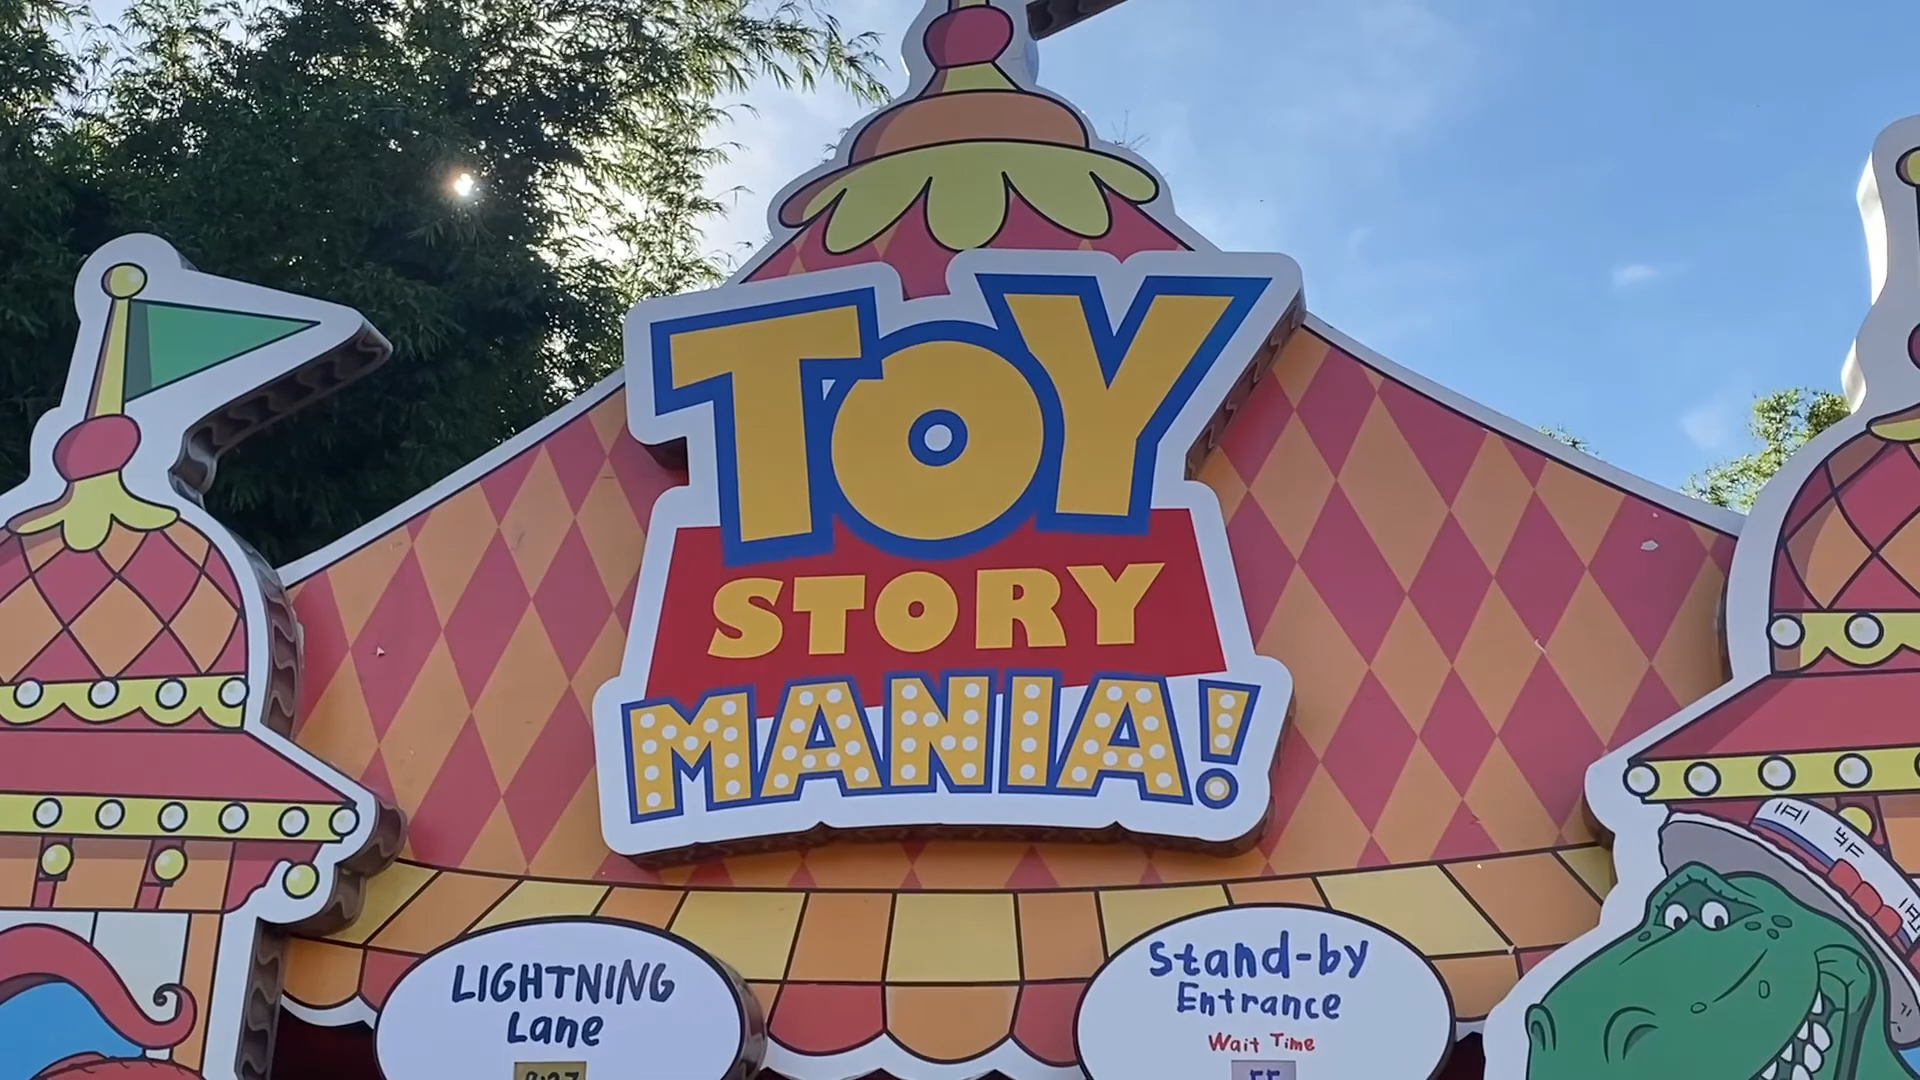 TOY
STORY
MANIA!
LIGHTNING
Lane
Stand-by
Entrance
Wait Time